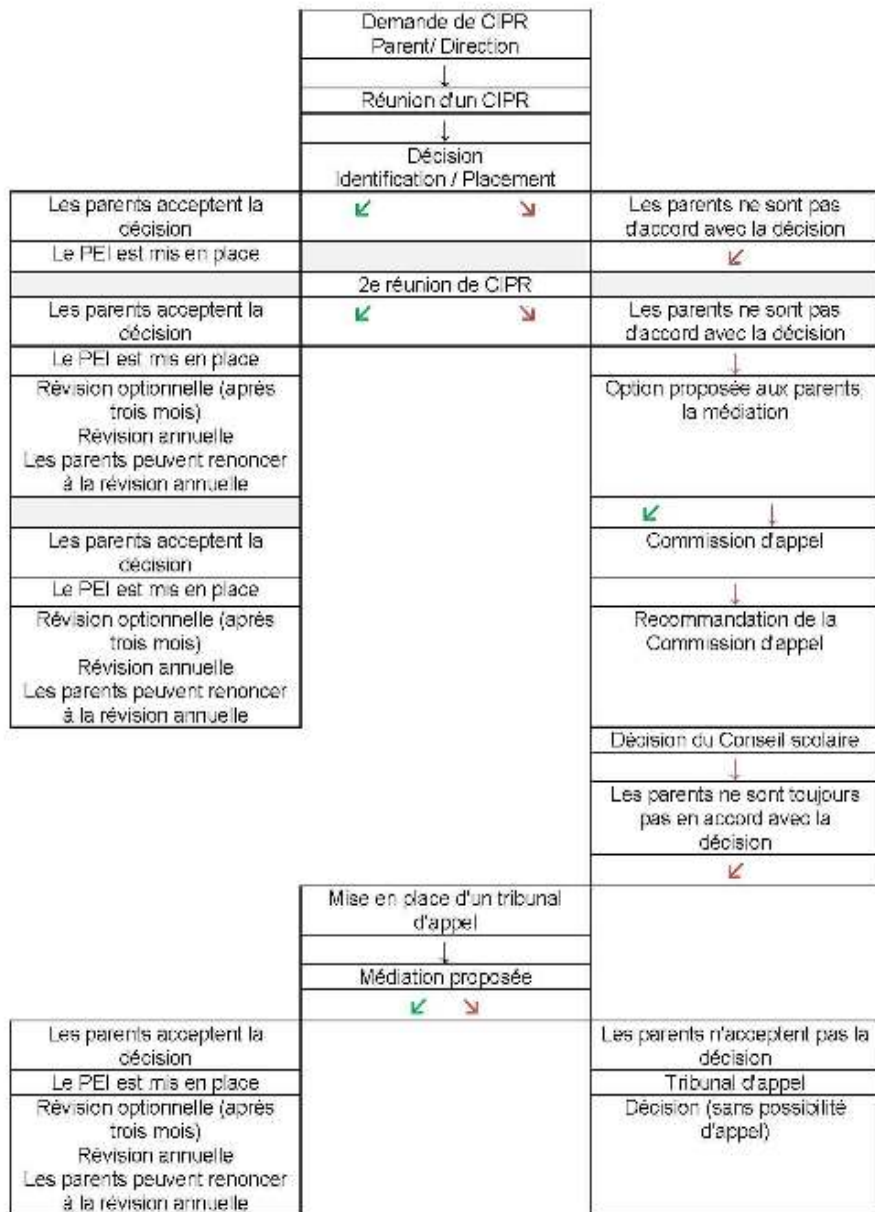 Demande de CIPR
Parent/ Direction
↓
Réunion d'un CIPR
↓
Décision
Identification / Placement
Les parents acceptent la
décision
↙ ↘
Les parents ne sont pas
d'accord avec la décision
Le PEI est mis en place
↙
2e réunion de CIPR
Les parents acceptent la
décision
↙ ↘
Les parents ne sont pas
d'accord avec la décision
Le PEI est mis en place
↓
Révision optionnelle (après
trois mois)
Révision annuelle
Les parents peuvent renoncer
à la révision annuelle
Option proposée aux parents,
la médiation
↙ ↓
Les parents acceptent la
décision
Commission d'appel
Le PEI est mis en place
↓
Révision optionnelle (après
trois mois)
Révision annuelle
Les parents peuvent renoncer
à la révision annuelle
Recommandation de la
Commission d'appel
Décision du Conseil scolaire
↓
Les parents ne sont toujours
pas en accord avec la
décision
↙
Mise en place d'un tribunal
d'appel
↓
Médiation proposée
↙ ↘
Les parents acceptent la
décision
Les parents n'acceptent pas la
décision
Le PEI est mis en place
Tribunal d'appel
Révision optionnelle (après
trois mois)
Révision annuelle
Les parents peuvent renoncer
à la révision annuelle
Décision (sans possibilité
d'appel)